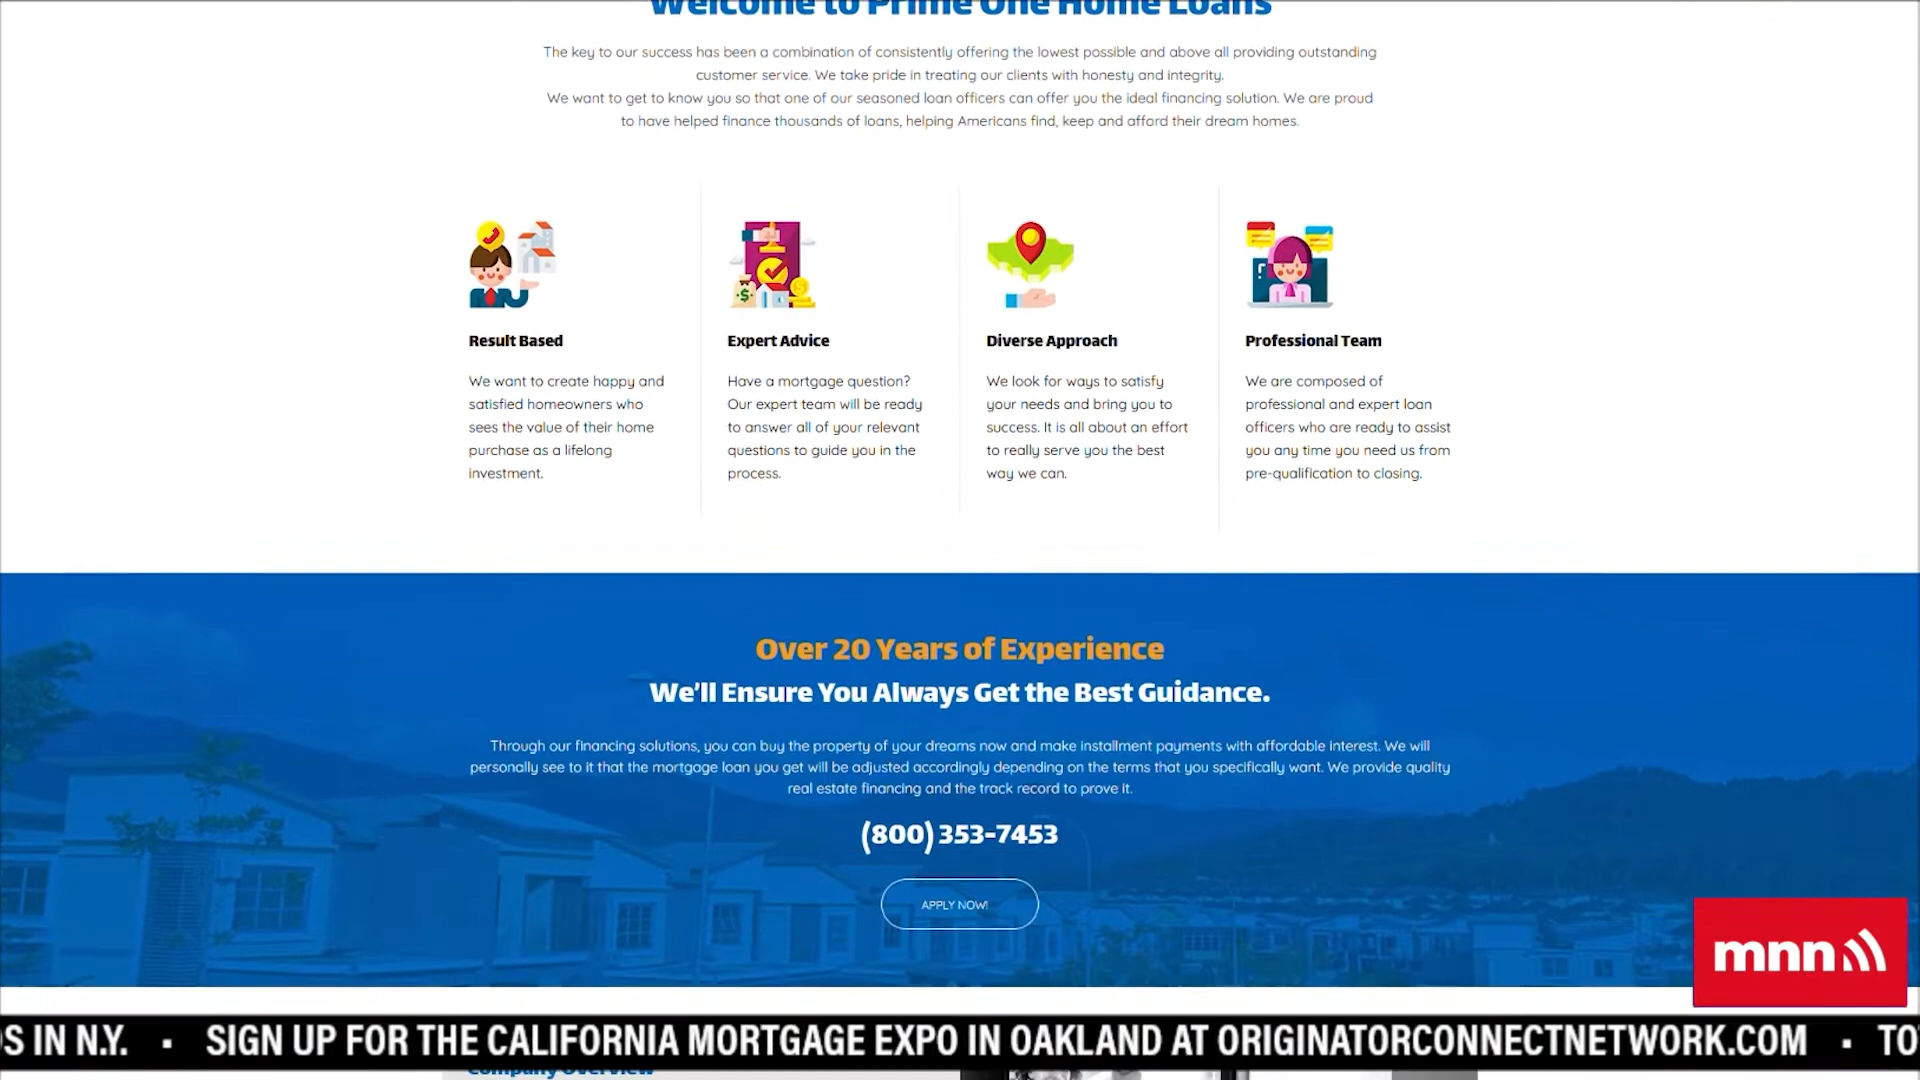 Welcome to Prime One Home Loans
The key to our success has been a combination of consistently offering the lowest possible and above all providing outstanding
customer service. We take pride in treating our clients with honesty and integrity.
We want to get to know you so that one of our seasoned loan officers can offer you the ideal financing solution. We are proud
to have helped finance thousands of loans, helping Americans find, keep and afford their dream homes.
Result Based
We want to create happy and
satisfied homeowners who
sees the value of their home
purchase as a lifelong
investment.
Expert Advice
Have a mortgage question?
Our expert team will be ready
to answer all of your relevant
questions to guide you in the
process.
Diverse Approach
We look for ways to satisfy
your needs and bring you to
success. It is all about an effort
to really serve you the best
way we can.
Professional Team
We are composed of
professional and expert loan
officers who are ready to assist
you any time you need us from
pre-qualification to closing.
Over 20 Years of Experience
We'll Ensure You Always Get the Best Guidance.
Through our financing solutions, you can buy the property of your dreams now and make installment payments with affordable interest. We will
personally see to it that the mortgage loan you get will be adjusted accordingly depending on the terms that you specifically want. We provide quality
real estate financing and the track record to prove it.
(800) 353-7453
APPLY NOW!
mnn
S IN N.Y. ▪ SIGN UP FOR THE CALIFORNIA MORTGAGE EXPO IN OAKLAND AT ORIGINATORCONNECTNETWORK.COM ▪ TO
Company Overview